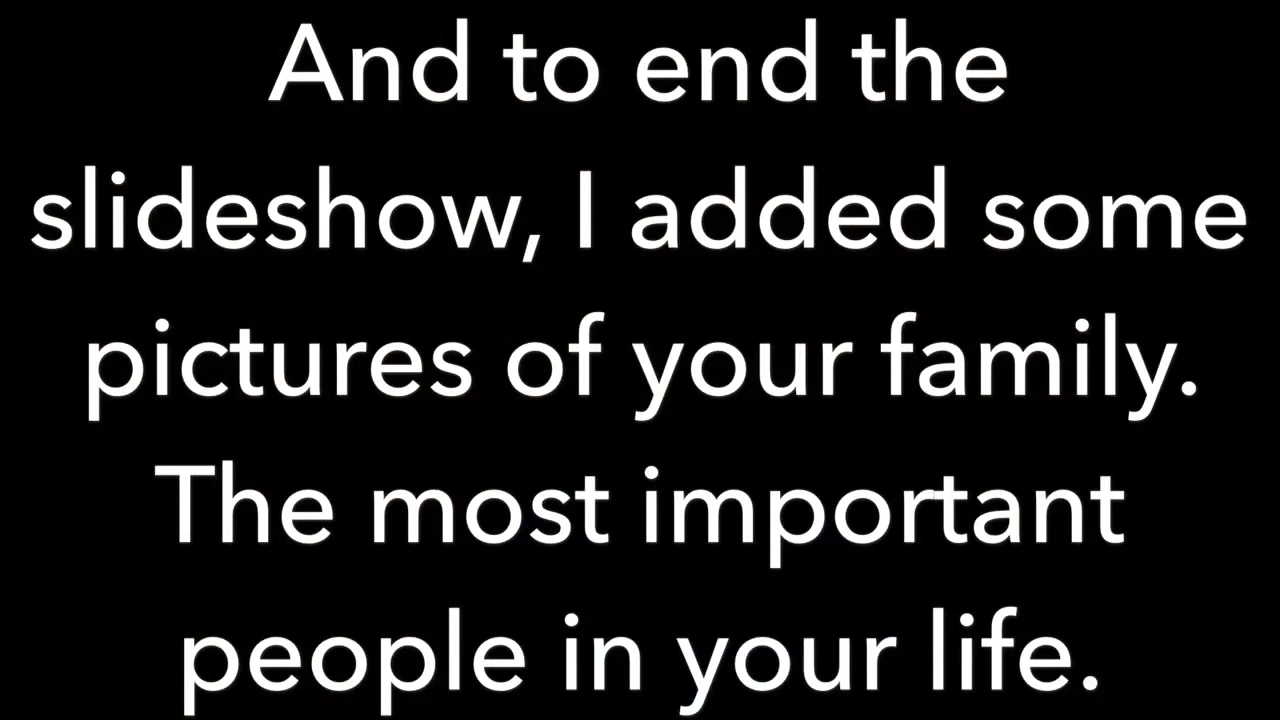 And to end the
slideshow, I added some
pictures of your family.
The most important
people in your life.